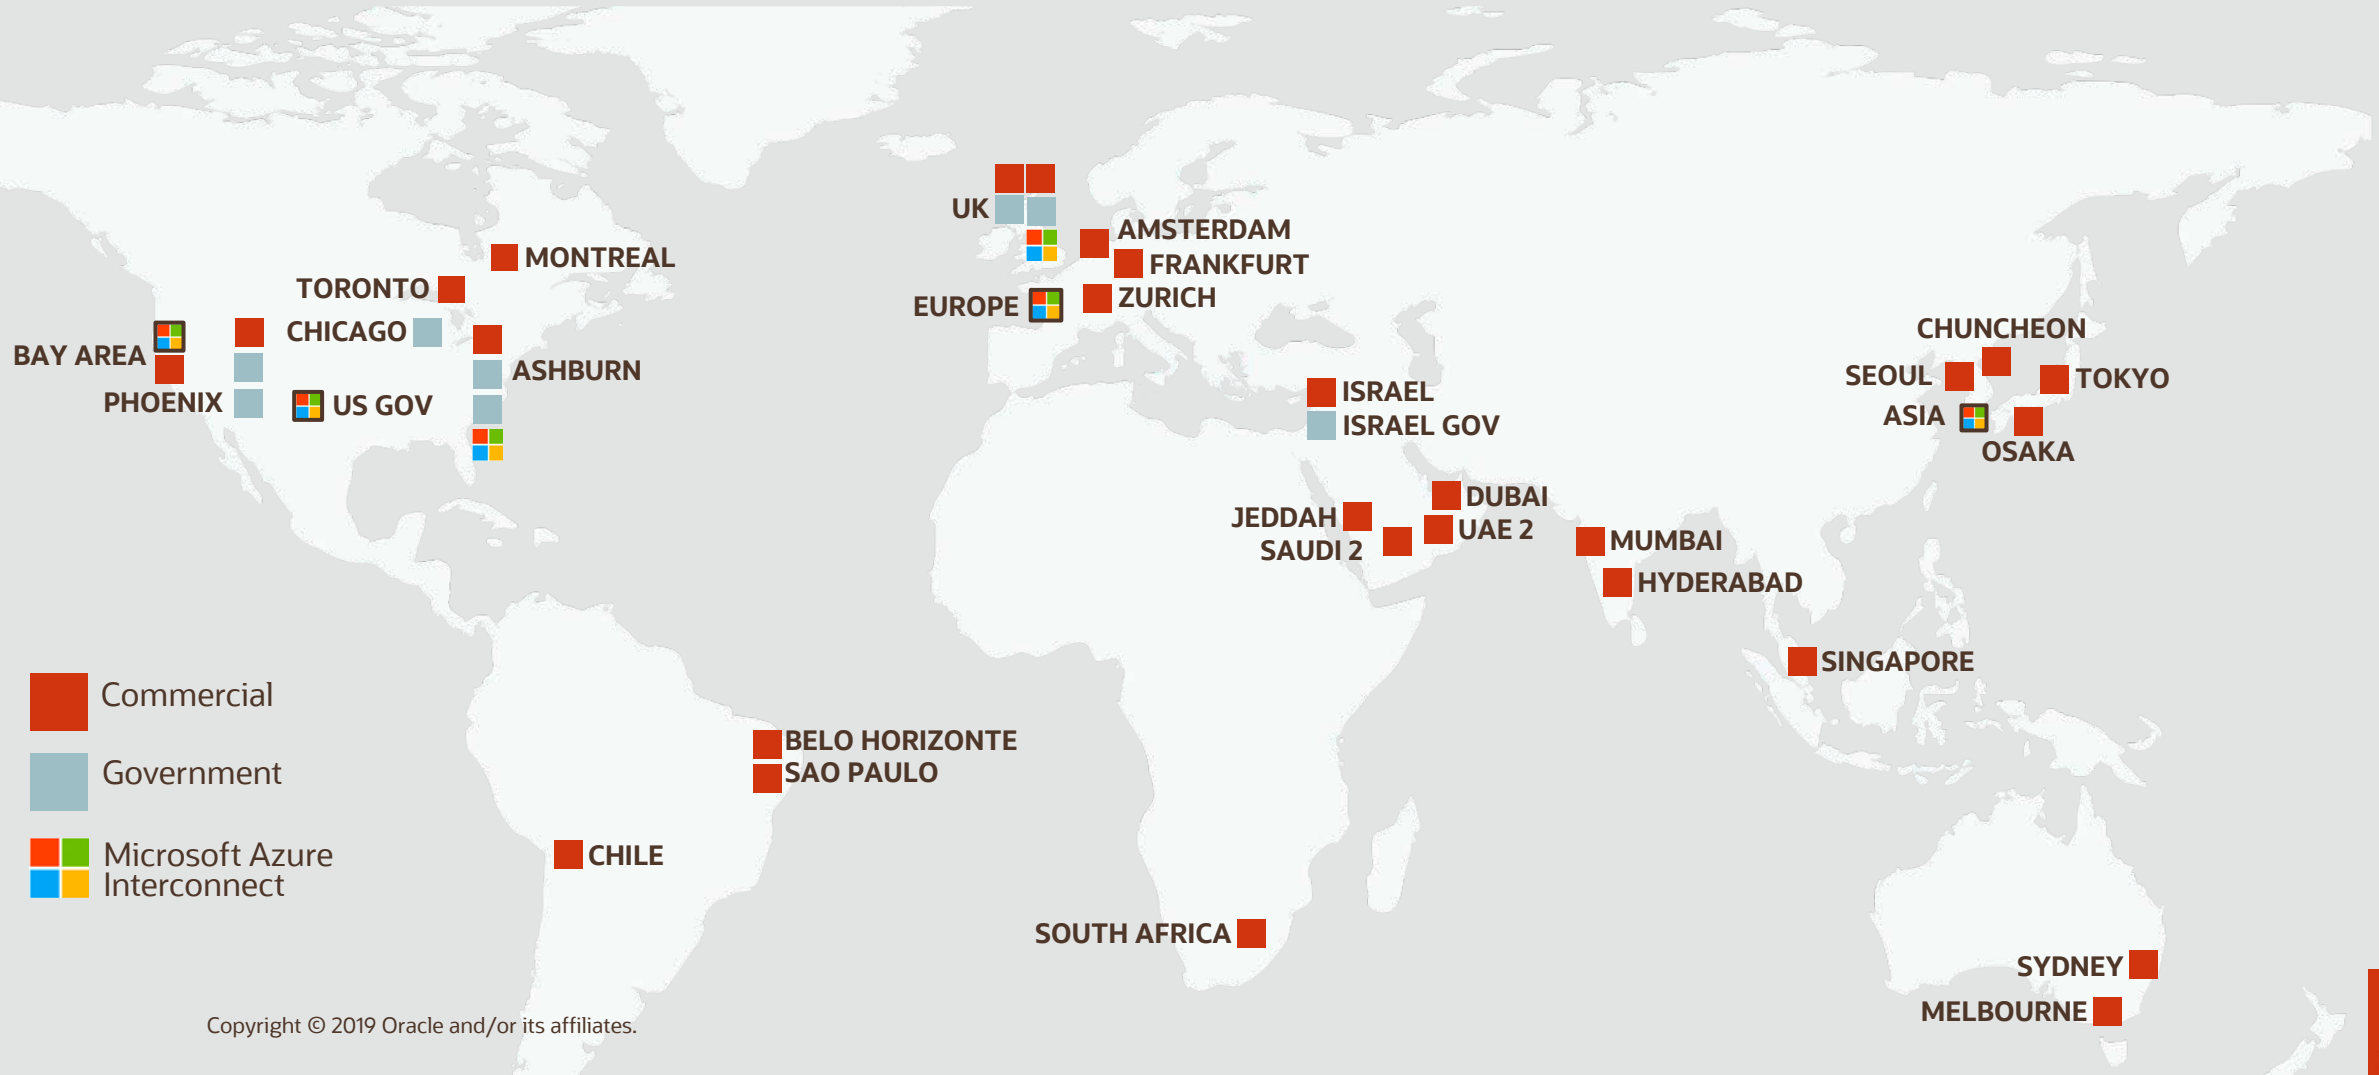 UK
AMSTERDAM
MONTREAL
FRANKFURT
TORONTO
ZURICH
EUROPE
CHICAGO
CHUNCHEON
BAY AREA
ASHBURN
SEOUL
TOKYO
PHOENIX
US GOV
ISRAEL
ASIA
ISRAEL GOV
OSAKA
DUBAI
JEDDAH
UAE 2
SAUDI 2
MUMBAI
HYDERABAD
SINGAPORE
Commercial
BELO HORIZONTE
SAO PAULO
Government
Microsoft Azure
Interconnect
CHILE
SOUTH AFRICA
SYDNEY
MELBOURNE
Copyright © 2019 Oracle and/or its affiliates.